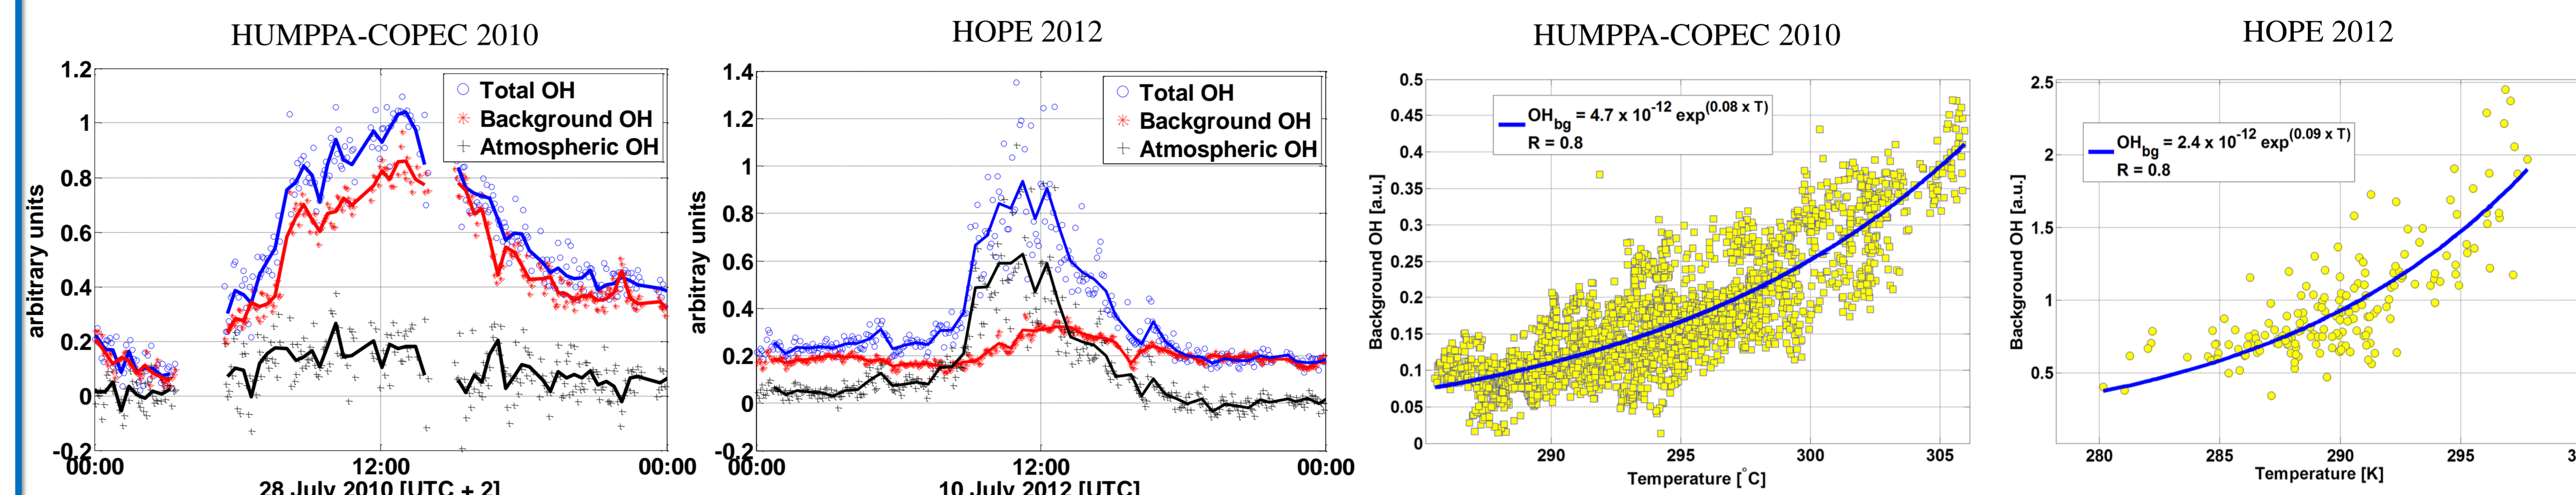 HUMPPA-COPEC 2010
1.2
1
0.8
0.6
0.4
0.2
0
-0.2
arbitrary units
Total OH
Background OH
Atmospheric OH
00:00
12:00
00:00
28 July 2010 [UTC + 2]
HOPE 2012
1.4
1.2
1
0.8
0.6
0.4
0.2
0
-0.2
arbitray units
Total OH
Background OH
Atmospheric OH
00:00
12:00
00:00
10 July 2012 [UTC]
HUMPPA-COPEC 2010
0.5
0.45
0.4
0.35
0.3
0.25
0.2
0.15
0.1
0.05
0
Background OH [a.u.]
OHbg = 4.7 x 10-12 exp(0.08 x T)
R = 0.8
290
295
300
305
Temperature [°C]
HOPE 2012
2.5
2
1.5
1
0.5
Background OH [a.u.]
OHbg = 2.4 x 10-12 exp(0.09 x T)
R = 0.8
280
285
290
295
Temperature [K]